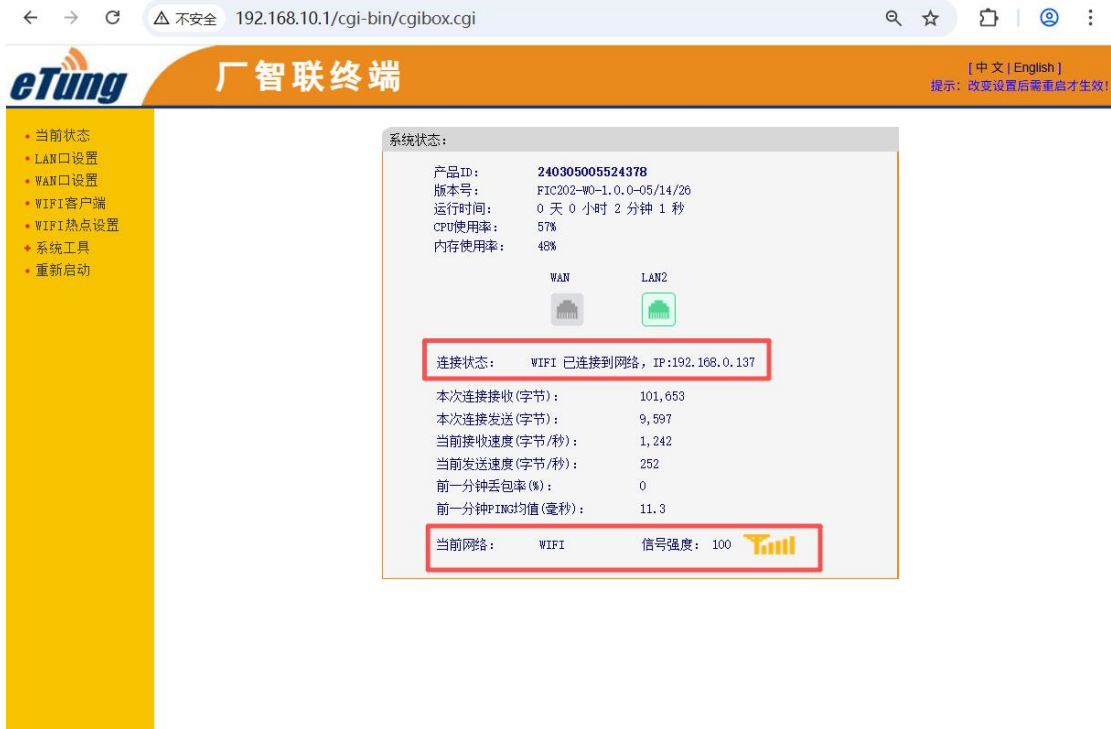 不安全 192.168.10.1/cgi-bin/cgibox.cgi
eTung
厂智联终端
[ 中 文 | English ]
提示: 改变设置后需重启才生效!
当前状态
LAN口设置
WAN口设置
WIFI客户端
WIFI热点设置
系统工具
重新启动
系统状态:
产品ID: 240305005524378
版本号: FIC202-W0-1.0.0-05/14/26
运行时间: 0 天 0 小时 2 分钟 1 秒
CPU使用率: 57%
内存使用率: 48%
WAN LAN2
连接状态: WIFI 已连接到网络, IP:192.168.0.137
本次连接接收(字节): 101,653
本次连接发送(字节): 9,597
当前接收速度(字节/秒): 1,242
当前发送速度(字节/秒): 252
前一分钟丢包率(%): 0
前一分钟PING均值(毫秒): 11.3
当前网络: WIFI 信号强度: 100